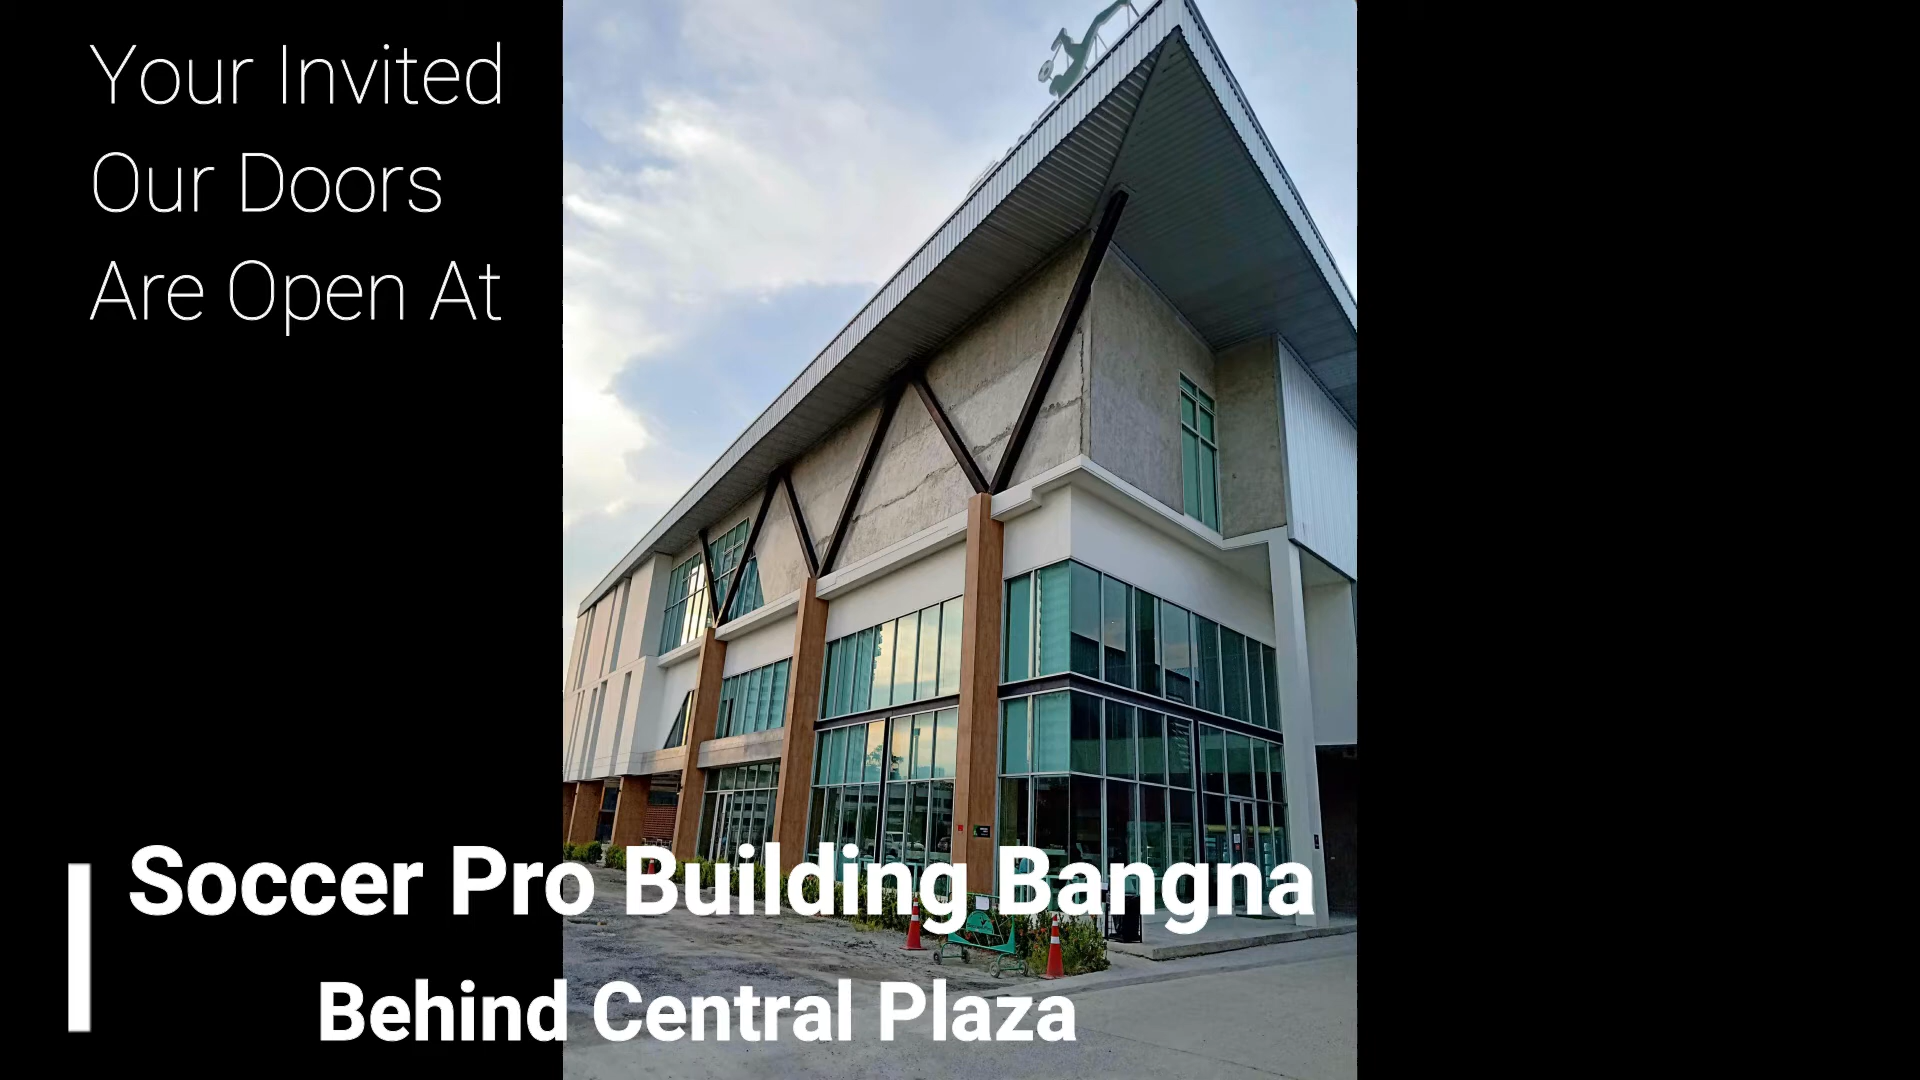 Your Invited
Our Doors
Are Open At
Soccer Pro Building Bangna
Behind Central Plaza